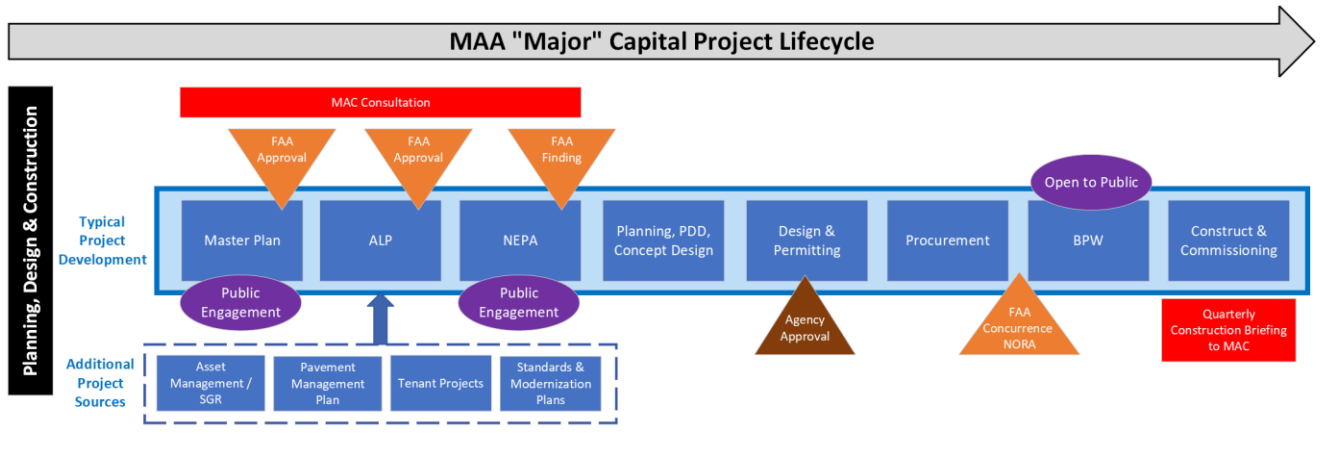 MAA "Major" Capital Project Lifecycle
Planning, Design & Construction
MAC Consultation
FAA
Approval
FAA
Approval
FAA
Finding
Open to Public
Typical
Project
Development
Master Plan
ALP
NEPA
Planning, PDD,
Concept Design
Design &
Permitting
Procurement
BPW
Construct &
Commissioning
Public
Engagement
Public
Engagement
Agency
Approval
FAA
Concurrence
NORA
Quarterly
Construction Briefing
to MAC
Additional
Project
Sources
Asset
Management /
SGR
Pavement
Management
Plan
Tenant Projects
Standards &
Modernization
Plans